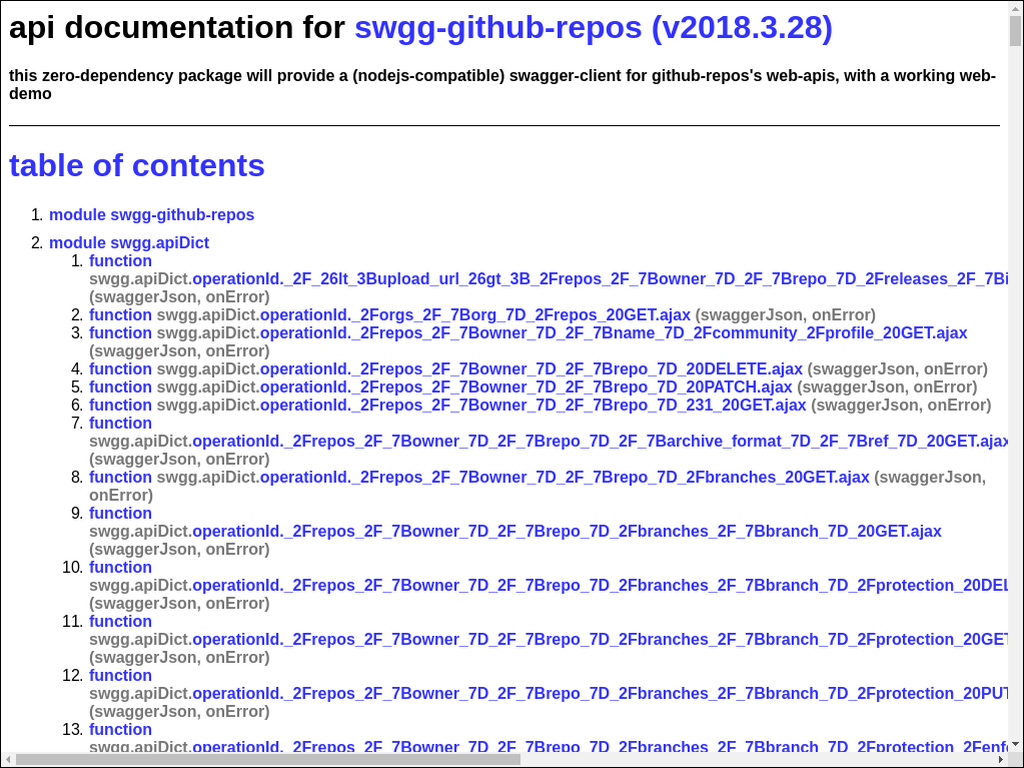 api documentation for swgg-github-repos (v2018.3.28)
this zero-dependency package will provide a (nodejs-compatible) swagger-client for github-repos's web-apis, with a working web-
demo
table of contents
1. module swgg-github-repos
2. module swgg.apiDict
1. function
swgg.apiDict.operationId._2F_26lt_3Bupload_url_26gt_3B_2Frepos_2F_7Bowner_7D_2F_7Brepo_7D_2Freleases_2F_7Bi
(swaggerJson, onError)
2. function swgg.apiDict.operationId._2Forgs_2F_7Borg_7D_2Frepos_20GET.ajax (swaggerJson, onError)
3. function swgg.apiDict.operationId._2Frepos_2F_7Bowner_7D_2F_7Bname_7D_2Fcommunity_2Fprofile_20GET.ajax
(swaggerJson, onError)
4. function swgg.apiDict.operationId._2Frepos_2F_7Bowner_7D_2F_7Brepo_7D_20DELETE.ajax (swaggerJson, onError)
5. function swgg.apiDict.operationId._2Frepos_2F_7Bowner_7D_2F_7Brepo_7D_20PATCH.ajax (swaggerJson, onError)
6. function swgg.apiDict.operationId._2Frepos_2F_7Bowner_7D_2F_7Brepo_7D_231_20GET.ajax (swaggerJson, onError)
7. function
swgg.apiDict.operationId._2Frepos_2F_7Bowner_7D_2F_7Brepo_7D_2F_7Barchive_format_7D_2F_7Bref_7D_20GET.ajax
(swaggerJson, onError)
8. function swgg.apiDict.operationId._2Frepos_2F_7Bowner_7D_2F_7Brepo_7D_2Fbranches_20GET.ajax (swaggerJson,
onError)
9. function
swgg.apiDict.operationId._2Frepos_2F_7Bowner_7D_2F_7Brepo_7D_2Fbranches_2F_7Bbranch_7D_20GET.ajax
(swaggerJson, onError)
10. function
swgg.apiDict.operationId._2Frepos_2F_7Bowner_7D_2F_7Brepo_7D_2Fbranches_2F_7Bbranch_7D_2Fprotection_20DEL
(swaggerJson, onError)
11. function
swgg.apiDict.operationId._2Frepos_2F_7Bowner_7D_2F_7Brepo_7D_2Fbranches_2F_7Bbranch_7D_2Fprotection_20GET
(swaggerJson, onError)
12. function
swgg.apiDict.operationId._2Frepos_2F_7Bowner_7D_2F_7Brepo_7D_2Fbranches_2F_7Bbranch_7D_2Fprotection_20PUT
(swaggerJson, onError)
13. function
swgg.apiDict.operationId._2Frepos_2F_7Bowner_7D_2F_7Brepo_7D_2Fbranches_2F_7Bbranch_7D_2Fprotection_2Fenf